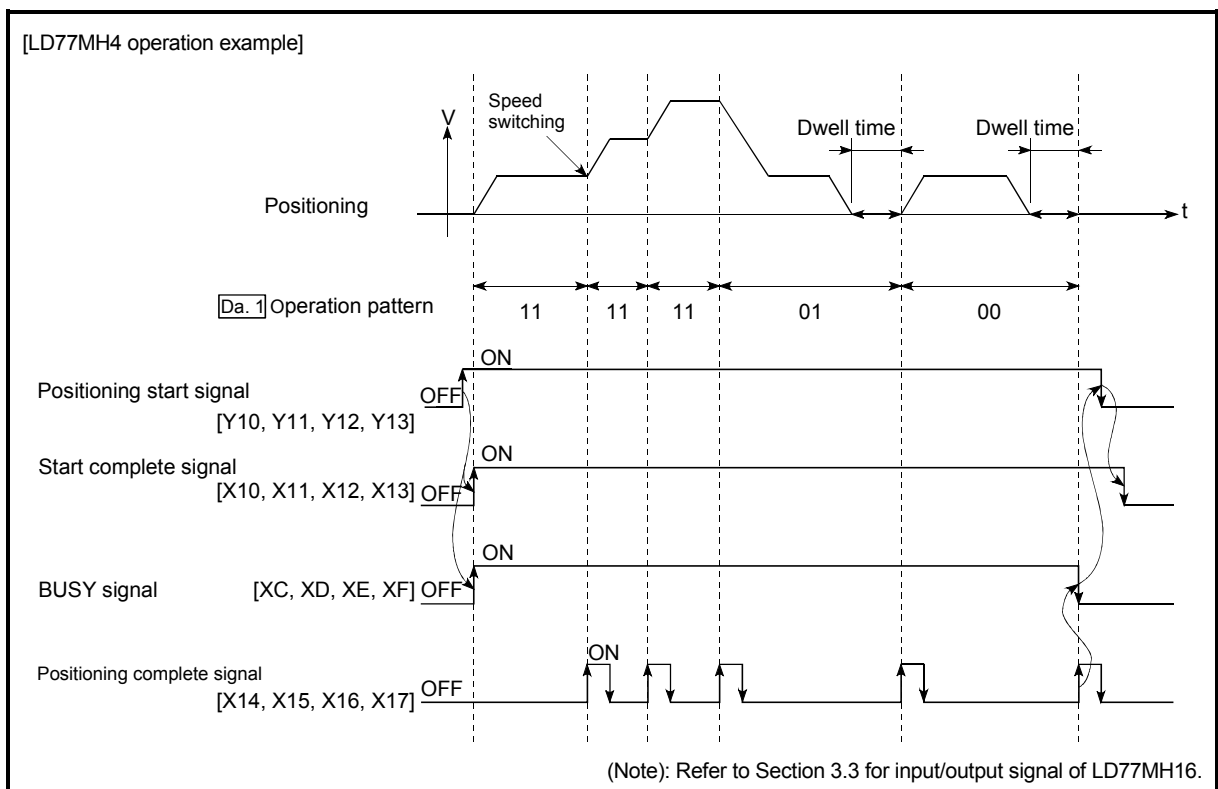 [LD77MH4 operation example]
Speed
switching
V
Dwell time
Dwell time
Positioning
t
Da. 1 Operation pattern
11
11
11
01
00
ON
Positioning start signal
OFF
[Y10, Y11, Y12, Y13]
ON
Start complete signal
[X10, X11, X12, X13]
OFF
ON
BUSY signal
[XC, XD, XE, XF]
OFF
ON
Positioning complete signal
OFF
[X14, X15, X16, X17]
(Note): Refer to Section 3.3 for input/output signal of LD77MH16.